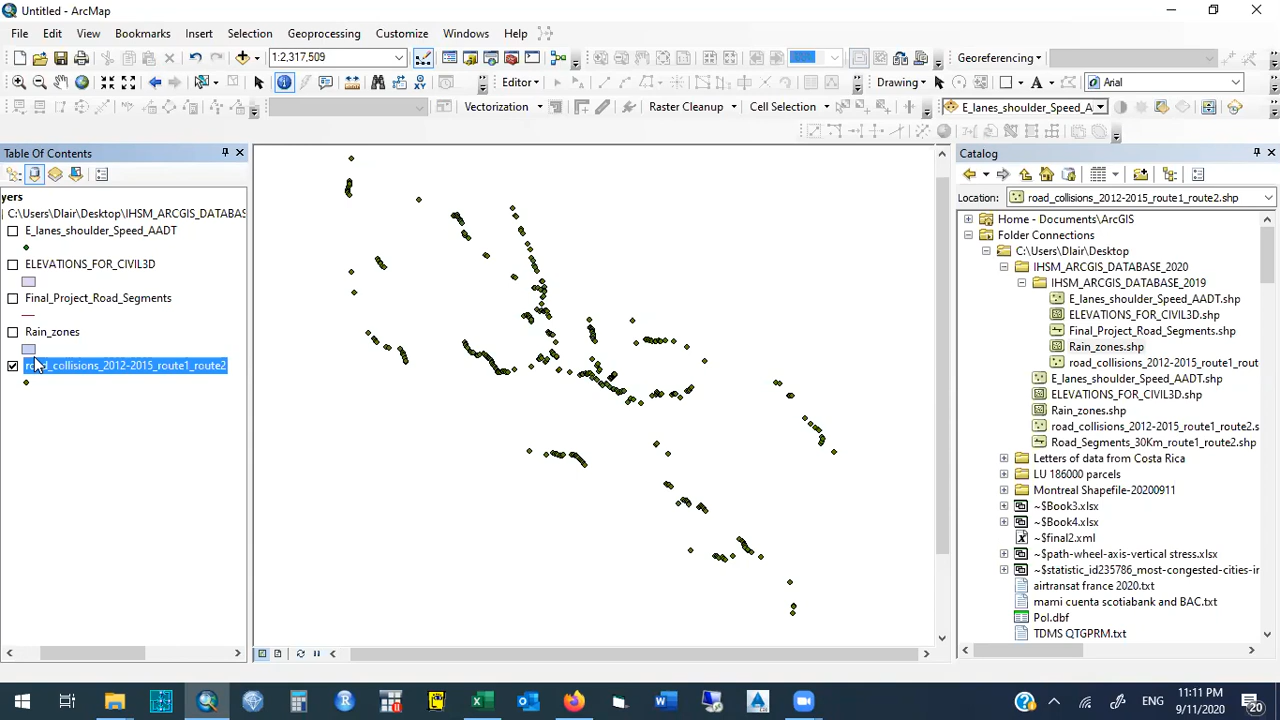 Untitled - ArcMap
File Edit View Bookmarks Insert Selection Geoprocessing Customize Windows Help
1:2,317,509
Georeferencing
Editor
Drawing
Arial
Vectorization
Raster Cleanup
Cell Selection
E_lanes_shoulder_Speed_A
Table Of Contents
yers
C:\Users\Dlair\Desktop\IHSM_ARCGIS_DATABAS
E_lanes_shoulder_Speed_AADT
ELEVATIONS_FOR_CIVIL3D
Final_Project_Road_Segments
Rain_zones
road_collisions_2012-2015_route1_route2
Catalog
Location: road_collisions_2012-2015_route1_route2.shp
Home - Documents\ArcGIS
Folder Connections
C:\Users\Dlair\Desktop
IHSM_ARCGIS_DATABASE_2020
IHSM_ARCGIS_DATABASE_2019
E_lanes_shoulder_Speed_AADT.shp
ELEVATIONS_FOR_CIVIL3D.shp
Final_Project_Road_Segments.shp
Rain_zones.shp
road_collisions_2012-2015_route1_rout
E_lanes_shoulder_Speed_AADT.shp
ELEVATIONS_FOR_CIVIL3D.shp
Rain_zones.shp
road_collisions_2012-2015_route1_route2.s
Road_Segments_30Km_route1_route2.shp
Letters of data from Costa Rica
LU 186000 parcels
Montreal Shapefile-20200911
~$Book3.xlsx
~$Book4.xlsx
~$final2.xml
~$path-wheel-axis-vertical stress.xlsx
~$statistic_id235786_most-congested-cities-i
airtransat france 2020.txt
mami cuenta scotiabank and BAC.txt
Pol.dbf
TDMS QTGPRM.txt
ENG
11:11 PM
9/11/2020
20